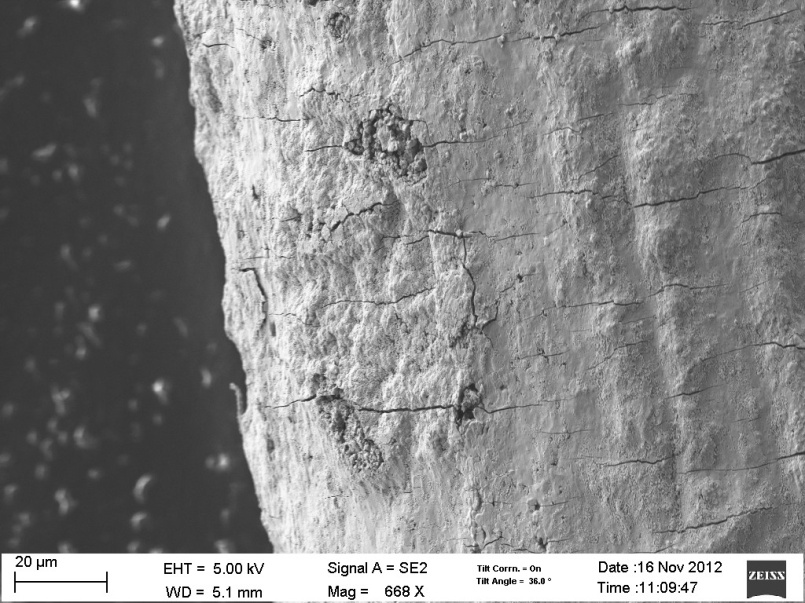 20 µm
EHT = 5.00 kV
WD = 5.1 mm
Signal A = SE2
Mag = 668 X
Tilt Corrn. = On
Tilt Angle = 36.0 °
Date :16 Nov 2012
Time :11:09:47
ZEISS